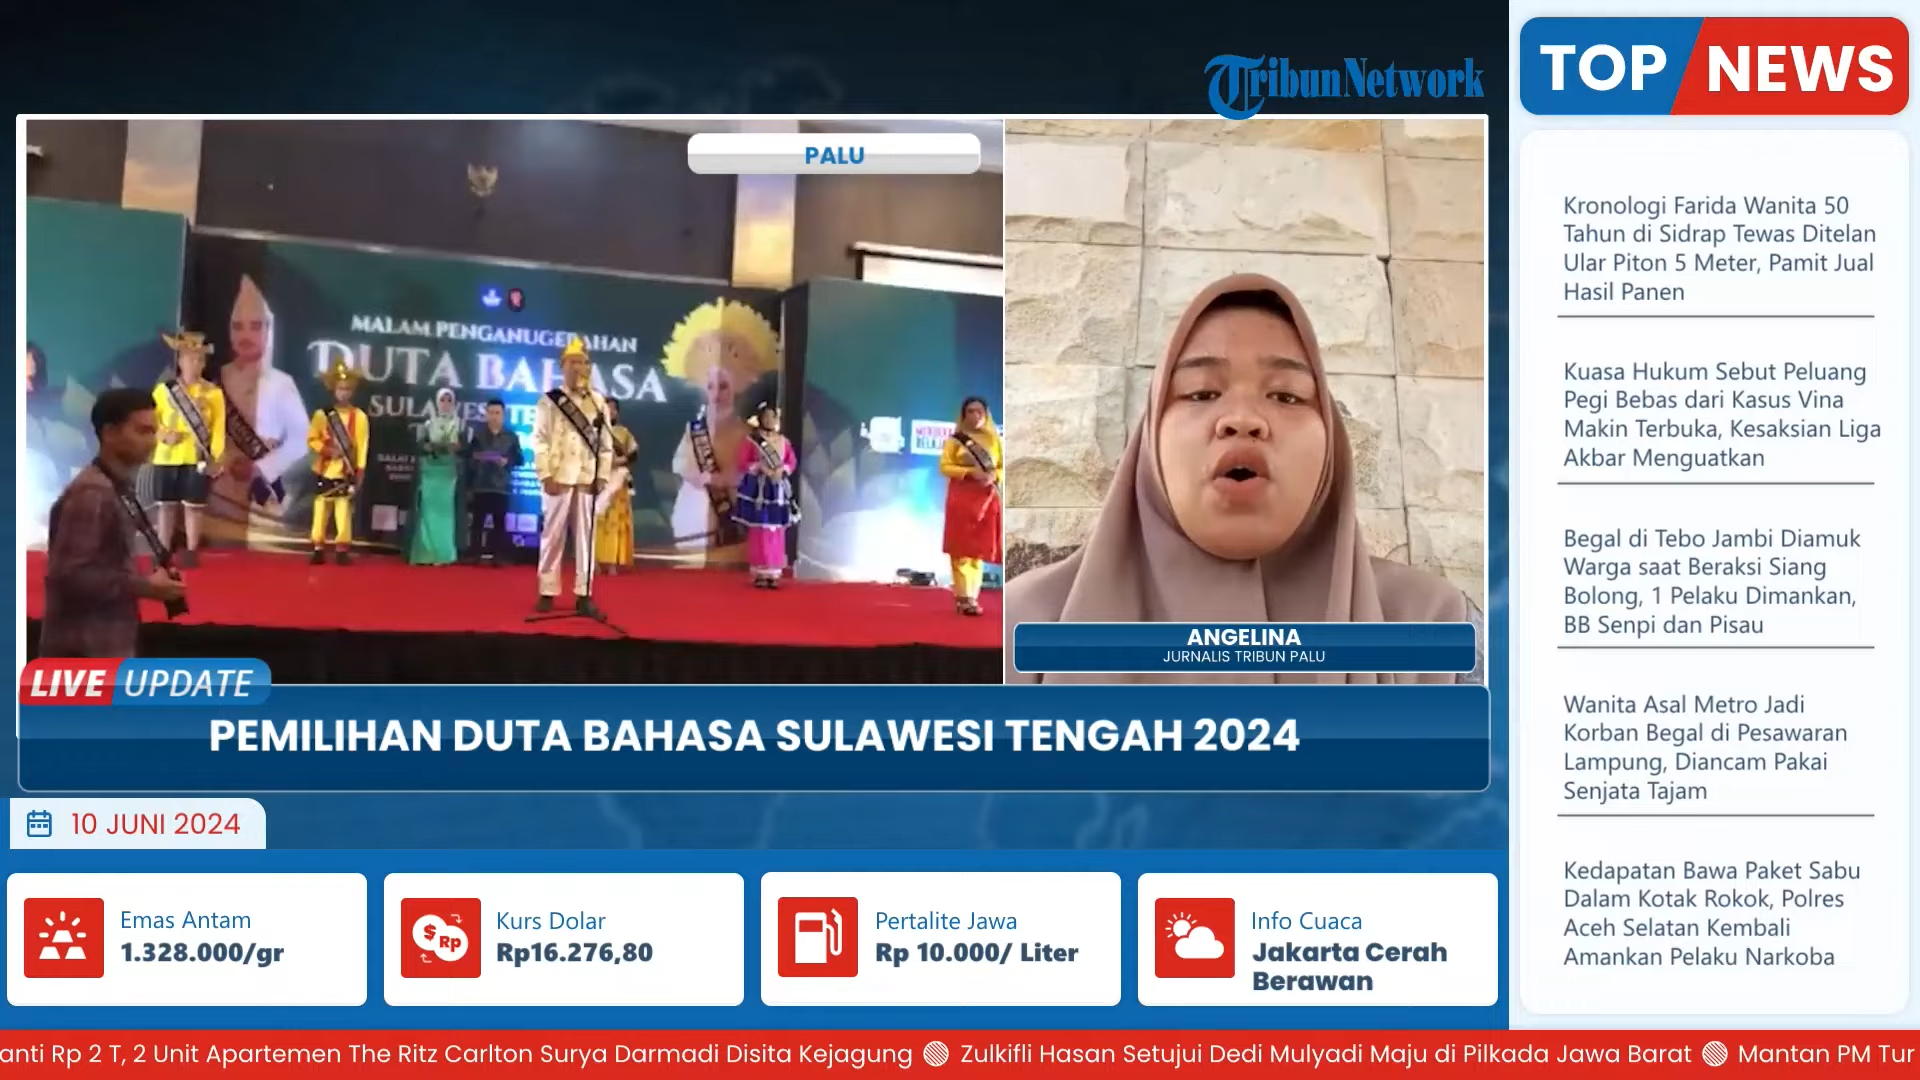 TribunNetwork
TOP NEWS
PALU
MALAM PENGANUGERAHAN
DUTA BAHASA
ANGELINA
JURNALIS TRIBUN PALU
LIVE UPDATE
PEMILIHAN DUTA BAHASA SULAWESI TENGAH 2024
10 JUNI 2024
Emas Antam
1.328.000/gr
Kurs Dolar
Rp16.276,80
Pertalite Jawa
Rp 10.000/ Liter
Info Cuaca
Jakarta Cerah
Berawan
Kronologi Farida Wanita 50
Tahun di Sidrap Tewas Ditelan
Ular Piton 5 Meter, Pamit Jual
Hasil Panen
Kuasa Hukum Sebut Peluang
Pegi Bebas dari Kasus Vina
Makin Terbuka, Kesaksian Liga
Akbar Menguatkan
Begal di Tebo Jambi Diamuk
Warga saat Beraksi Siang
Bolong, 1 Pelaku Dimankan,
BB Senpi dan Pisau
Wanita Asal Metro Jadi
Korban Begal di Pesawaran
Lampung, Diancam Pakai
Senjata Tajam
Kedapatan Bawa Paket Sabu
Dalam Kotak Rokok, Polres
Aceh Selatan Kembali
Amankan Pelaku Narkoba
anti Rp 2 T, 2 Unit Apartemen The Ritz Carlton Surya Darmadi Disita Kejagung Zulkifli Hasan Setujui Dedi Mulyadi Maju di Pilkada Jawa Barat Mantan PM Tur